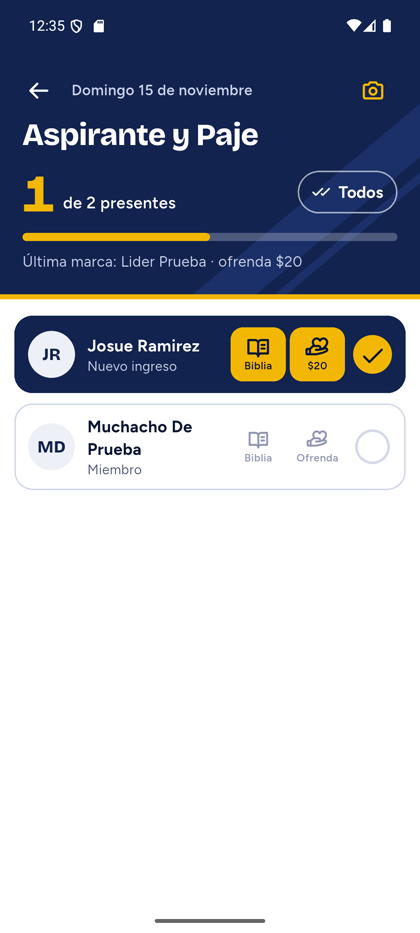 12:35
Domingo 15 de noviembre
Aspirante y Paje
1 de 2 presentes
Todos
Última marca: Lider Prueba · ofrenda $20
JR
Josue Ramirez
Nuevo ingreso
Biblia
$20
MD
Muchacho De
Prueba
Miembro
Biblia
Ofrenda